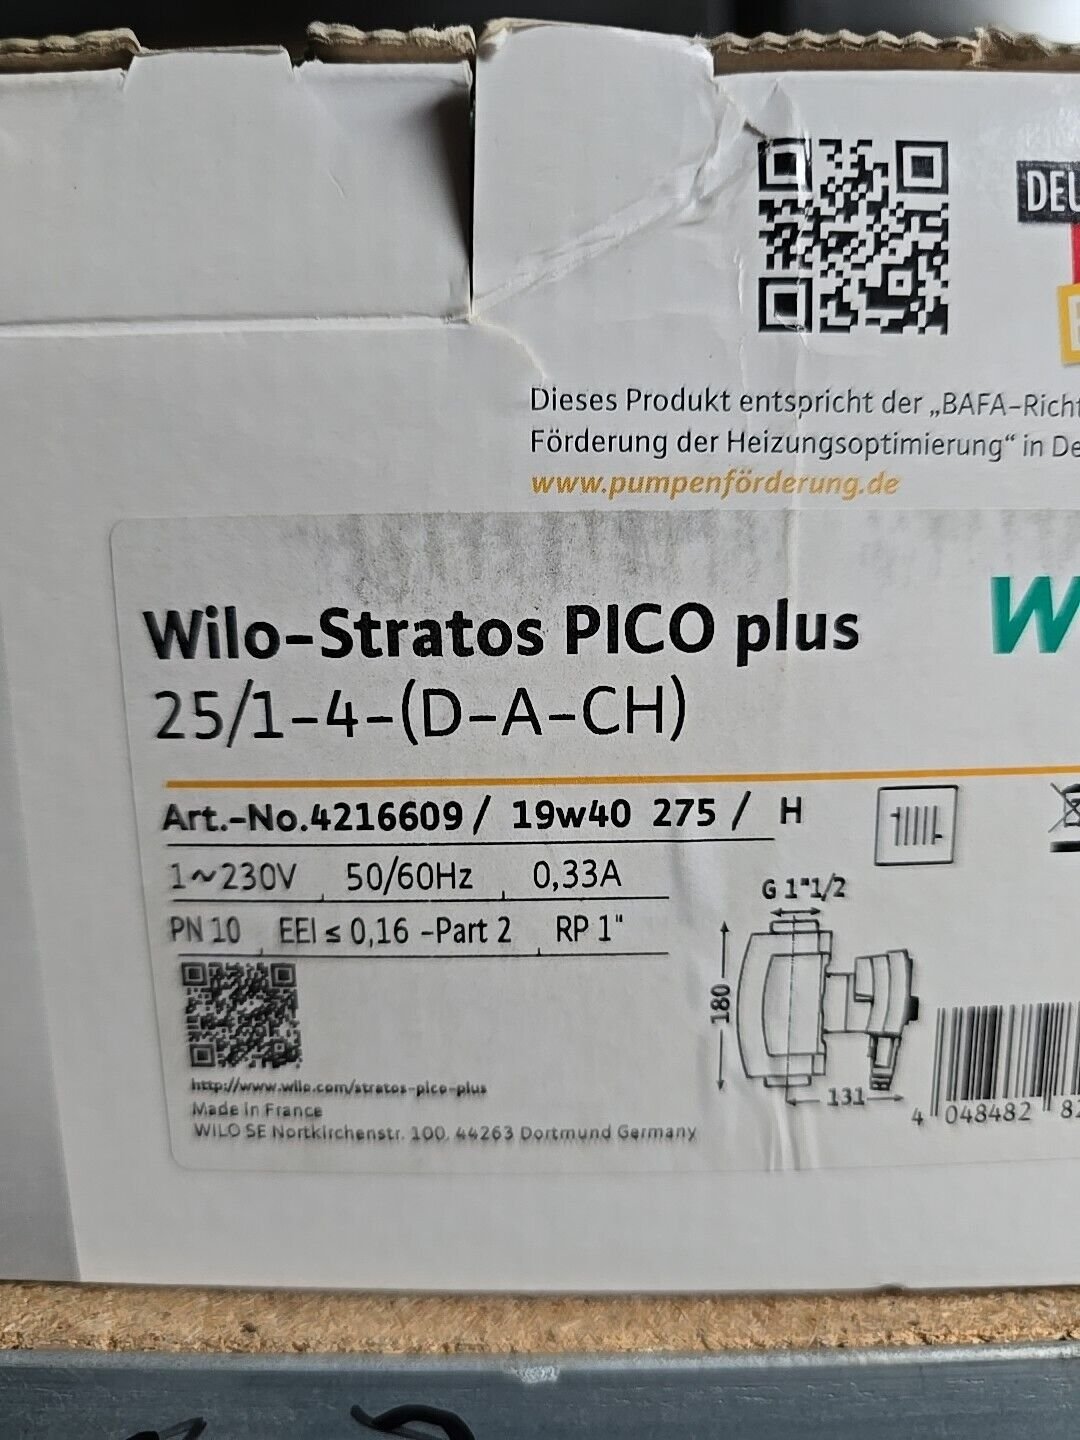 DEU
Dieses Produkt entspricht der „BAFA-Richt
Förderung der Heizungsoptimierung“ in De
www.pumpenförderung.de
Wilo-Stratos PICO plus
W
25/1-4-(D-A-CH)
Art.-No.4216609 / 19w40 275 / H
1~230V 50/60Hz 0,33A
G 1"1/2
PN 10 EEI ≤ 0,16 -Part 2 RP 1"
180
http://www.wilo.com/stratos-pico-plus
131
Made in France
4 048482 82
WILO SE Nortkirchenstr. 100, 44263 Dortmund Germany